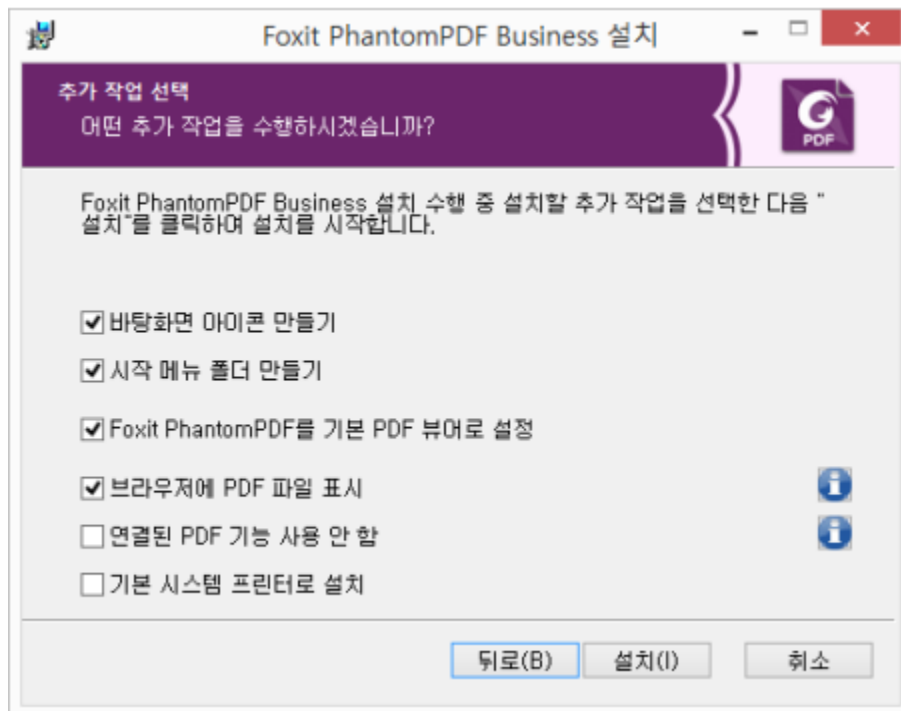 Foxit PhantomPDF Business 설치
추가 작업 선택
어떤 추가 작업을 수행하시겠습니까?
PDF
Foxit PhantomPDF Business 설치 수행 중 설치할 추가 작업을 선택한 다음 "
설치"를 클릭하여 설치를 시작합니다.
바탕화면 아이콘 만들기
시작 메뉴 폴더 만들기
Foxit PhantomPDF를 기본 PDF 뷰어로 설정
브라우저에 PDF 파일 표시
연결된 PDF 기능 사용 안 함
기본 시스템 프린터로 설치
뒤로(B) 설치(I) 취소